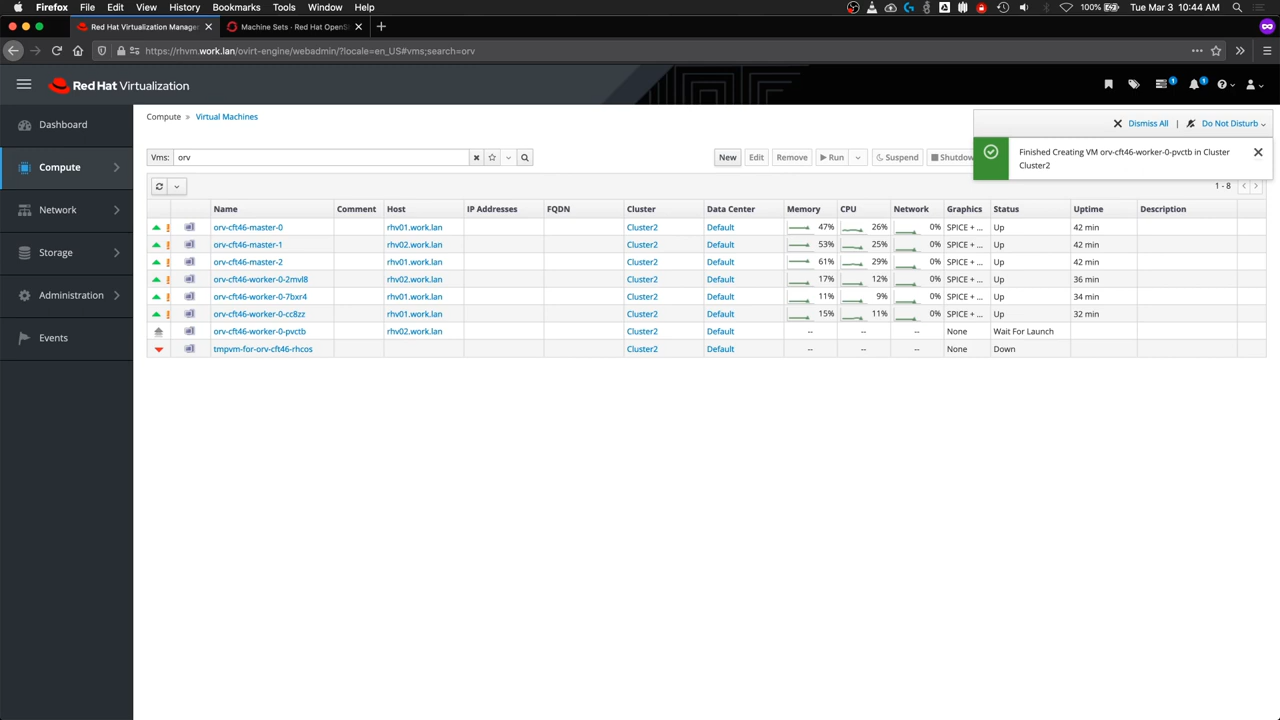 Firefox File Edit View History Bookmarks Tools Window Help 100% Tue Mar 3 10:44 AM
Red Hat Virtualization Manager
Machine Sets · Red Hat OpenS
https://rhvm.work.lan/ovirt-engine/webadmin/?locale=en_US#vms;search=orv
Red Hat Virtualization
1 1
Dashboard
Compute
Network
Storage
Administration
Events
Compute » Virtual Machines
Dismiss All | Do Not Disturb
Finished Creating VM orv-cft46-worker-0-pvctb in Cluster
Cluster2
Vms: orv
New Edit Remove Run Suspend Shutdow
1 - 8
Name Comment Host IP Addresses FQDN Cluster Data Center Memory CPU Network Graphics Status Uptime Description
orv-cft46-master-0 rhv01.work.lan Cluster2 Default 47% 26% 0% SPICE + ... Up 42 min
orv-cft46-master-1 rhv02.work.lan Cluster2 Default 53% 25% 0% SPICE + ... Up 42 min
orv-cft46-master-2 rhv01.work.lan Cluster2 Default 61% 29% 0% SPICE + ... Up 42 min
orv-cft46-worker-0-2mvl8 rhv02.work.lan Cluster2 Default 17% 12% 0% SPICE + ... Up 36 min
orv-cft46-worker-0-7bxr4 rhv01.work.lan Cluster2 Default 11% 9% 0% SPICE + ... Up 34 min
orv-cft46-worker-0-cc8zz rhv01.work.lan Cluster2 Default 15% 11% 0% SPICE + ... Up 32 min
orv-cft46-worker-0-pvctb rhv02.work.lan Cluster2 Default -- -- -- None Wait For Launch
tmpvm-for-orv-cft46-rhcos Cluster2 Default -- -- -- None Down